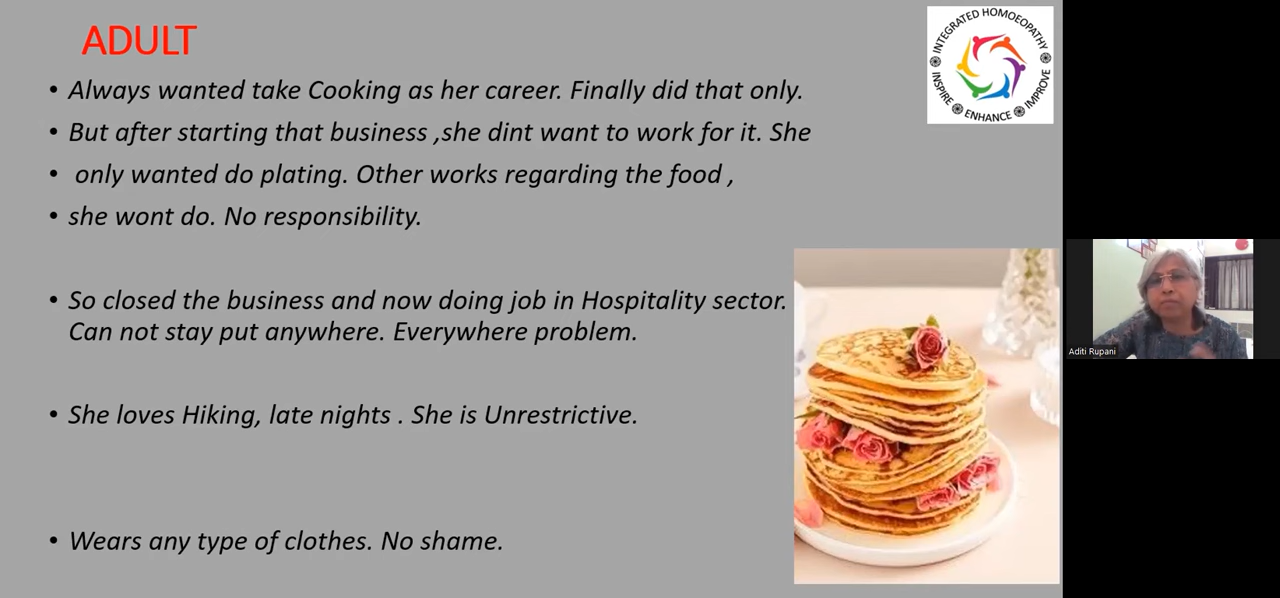 ADULT
INTEGRATED HOMOEOPATHY
INSPIRE ENHANCE IMPROVE
• Always wanted take Cooking as her career. Finally did that only.
• But after starting that business ,she dint want to work for it. She
• only wanted do plating. Other works regarding the food ,
• she wont do. No responsibility.
• So closed the business and now doing job in Hospitality sector.
Can not stay put anywhere. Everywhere problem.
• She loves Hiking, late nights . She is Unrestrictive.
• Wears any type of clothes. No shame.
Aditi Rupani